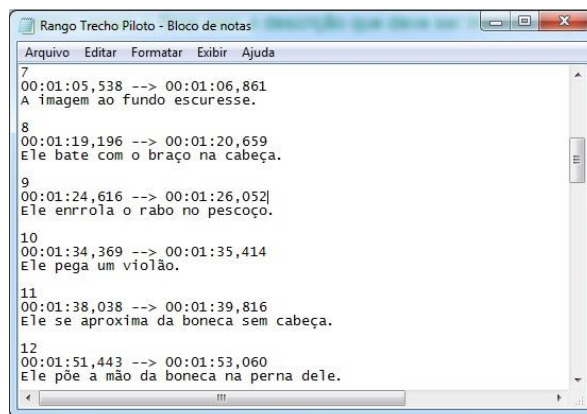 Rango Trecho Piloto - Bloco de notas
Arquivo Editar Formatar Exibir Ajuda
7
00:01:05,538 --> 00:01:06,861
A imagem ao fundo escuresse.
8
00:01:19,196 --> 00:01:20,659
Ele bate com o braço na cabeça.
9
00:01:24,616 --> 00:01:26,052
Ele enrrola o rabo no pescoço.
10
00:01:34,369 --> 00:01:35,414
Ele pega um violão.
11
00:01:38,038 --> 00:01:39,816
Ele se aproxima da boneca sem cabeça.
12
00:01:51,443 --> 00:01:53,060
Ele põe a mão da boneca na perna dele.